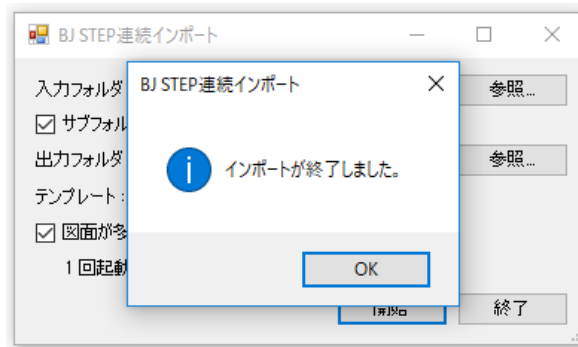 BJ STEP連続インポート
BJ STEP連続インポート
入力フォルダ
参照...
サブフォル
インポートが終了しました。
出力フォルダ
参照...
テンプレート：
図面が多
1 回起動
OK
開始
終了